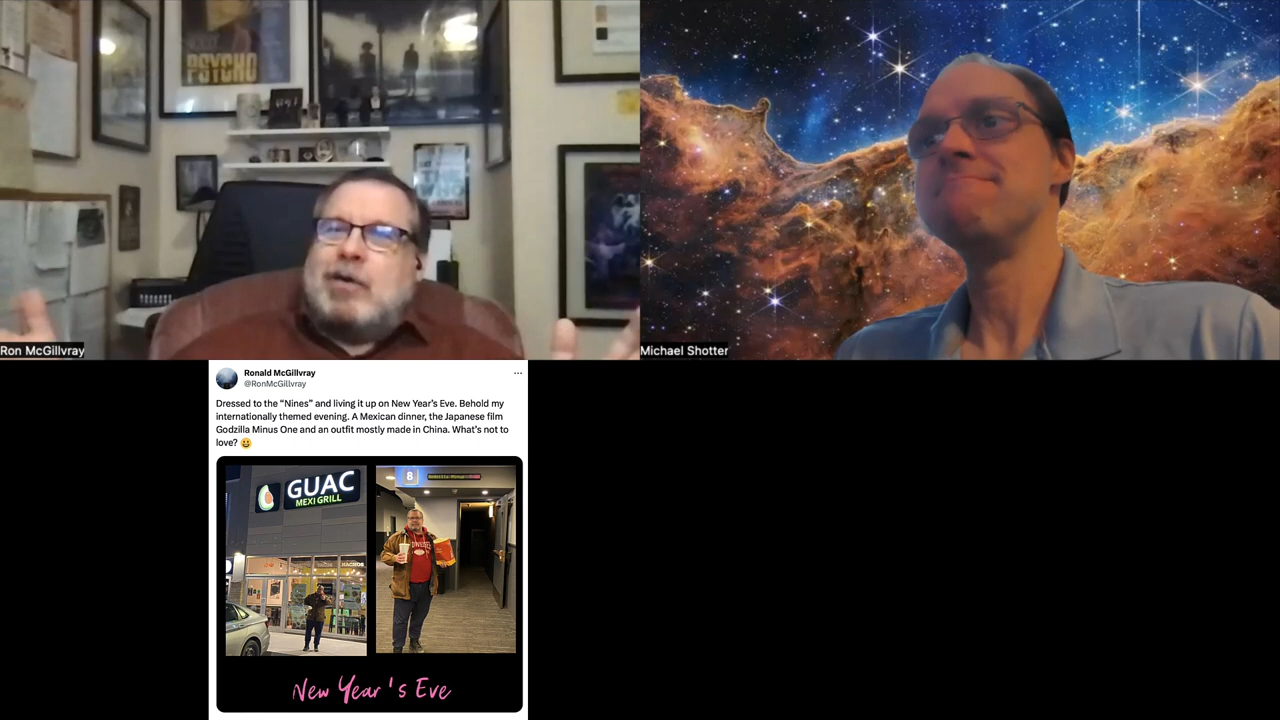 PSYCHO
Ron McGillvray
Michael Shotter
Ronald McGillvray
@RonMcGillvray
Dressed to the “Nines” and living it up on New Year’s Eve. Behold my
internationally themed evening. A Mexican dinner, the Japanese film
Godzilla Minus One and an outfit mostly made in China. What’s not to
love? 😀
GUAC
MEXI GRILL
NACHOS
8
New Year's Eve